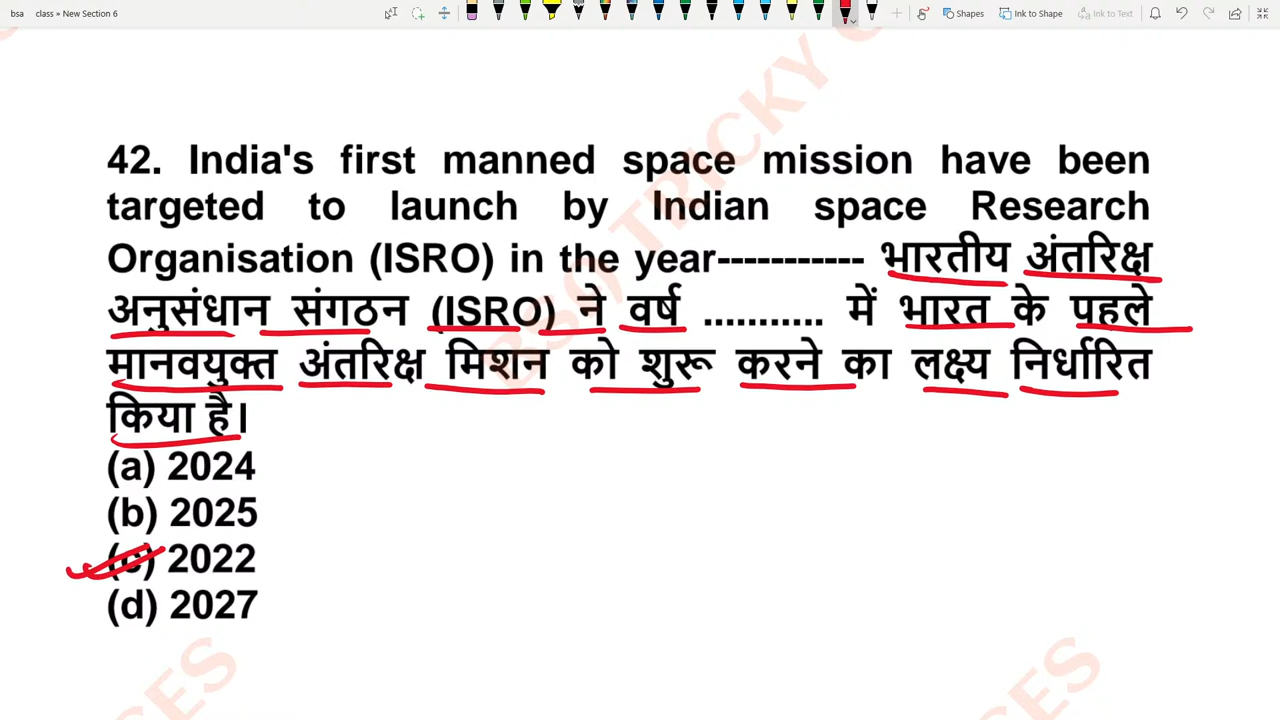 bsa class » New Section 6 Shapes Ink to Shape Ink to Text
42. India's first manned space mission have been
targeted to launch by Indian space Research
Organisation (ISRO) in the year----------- भारतीय अंतरिक्ष
अनुसंधान संगठन (ISRO) ने वर्ष ............ में भारत के पहले
मानवयुक्त अंतरिक्ष मिशन को शुरू करने का लक्ष्य निर्धारित
किया है।
(a) 2024
(b) 2025
(c) 2022
(d) 2027